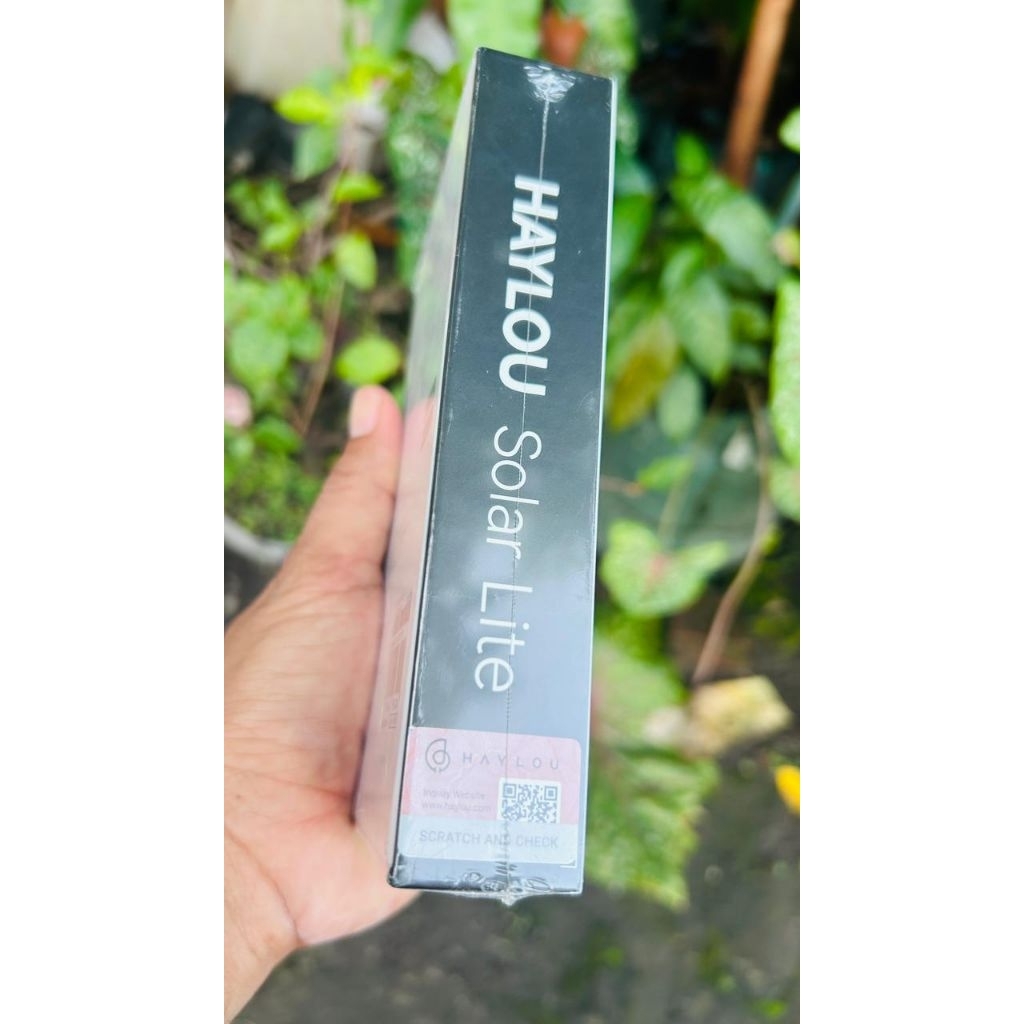 HAYLOU Solar Lite
HAYLOU
Inquiry Website
www.haylou.com
SCRATCH AND CHECK